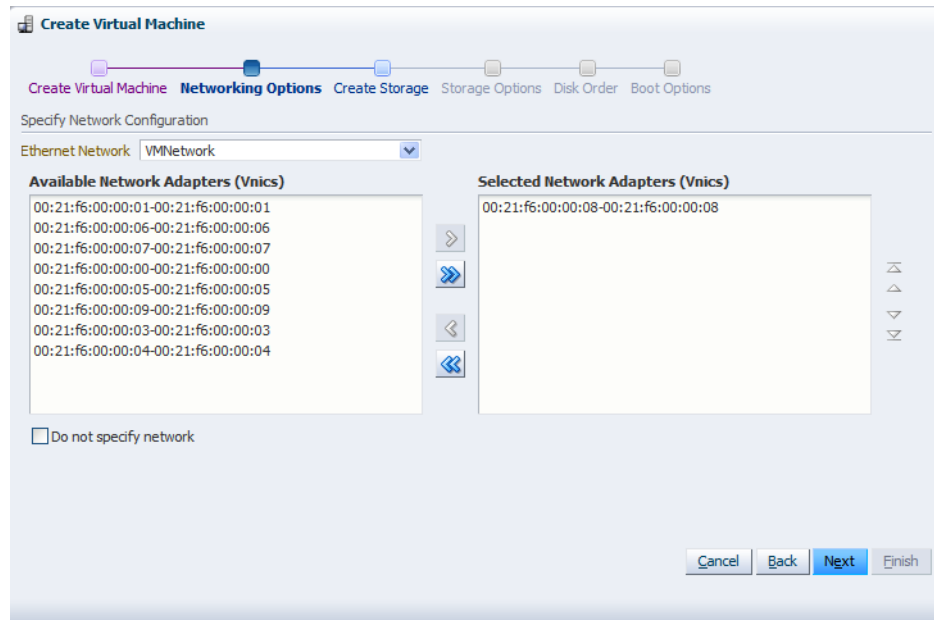 Create Virtual Machine
Create Virtual Machine Networking Options Create Storage Storage Options Disk Order Boot Options
Specify Network Configuration
Ethernet Network VMNetwork
Available Network Adapters (Vnics) Selected Network Adapters (Vnics)
00:21:f6:00:00:01-00:21:f6:00:00:01 00:21:f6:00:00:08-00:21:f6:00:00:08
00:21:f6:00:00:06-00:21:f6:00:00:06
00:21:f6:00:00:07-00:21:f6:00:00:07
00:21:f6:00:00:00-00:21:f6:00:00:00
00:21:f6:00:00:05-00:21:f6:00:00:05
00:21:f6:00:00:09-00:21:f6:00:00:09
00:21:f6:00:00:03-00:21:f6:00:00:03
00:21:f6:00:00:04-00:21:f6:00:00:04
Do not specify network
Cancel Back Next Finish